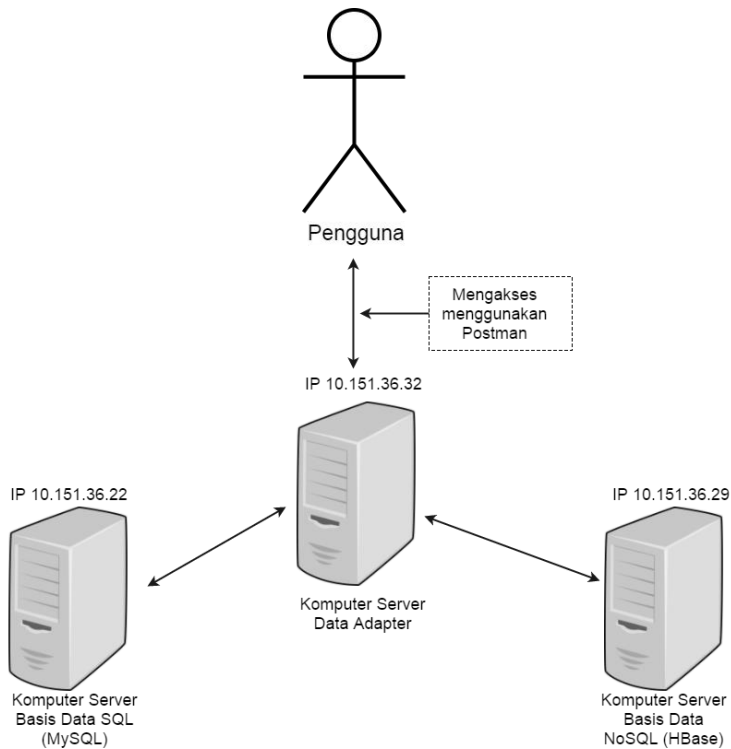 Pengguna
Mengakses
menggunakan
Postman
IP 10.151.36.32
Komputer Server
Data Adapter
IP 10.151.36.22
Komputer Server
Basis Data SQL
(MySQL)
IP 10.151.36.29
Komputer Server
Basis Data
NoSQL (HBase)